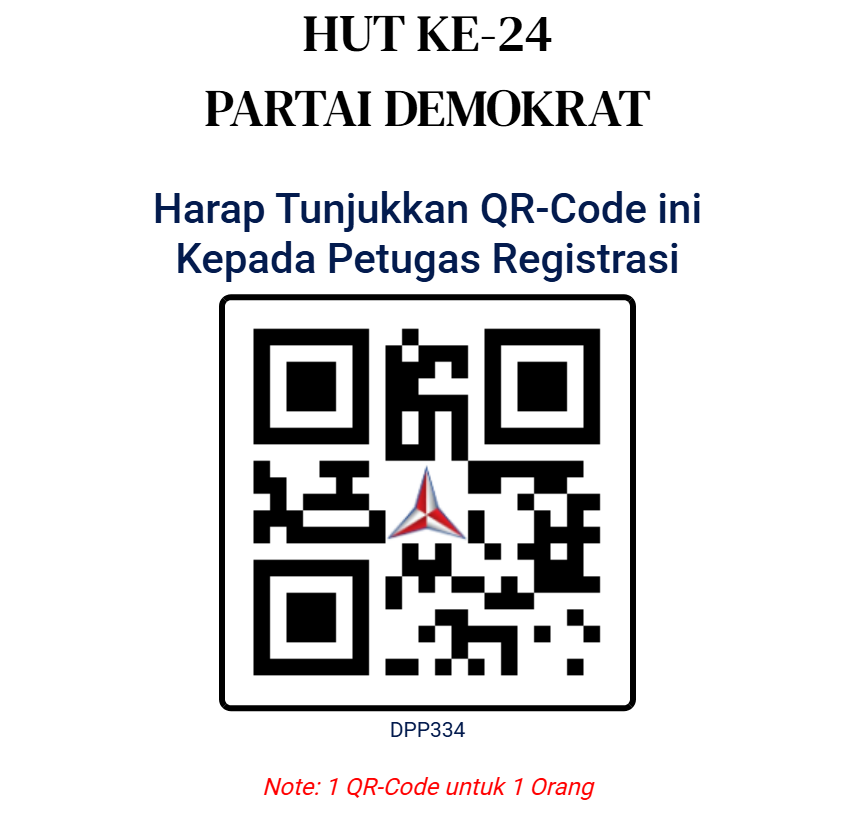 HUT KE-24
PARTAI DEMOKRAT
Harap Tunjukkan QR-Code ini
Kepada Petugas Registrasi
DPP334
Note: 1 QR-Code untuk 1 Orang